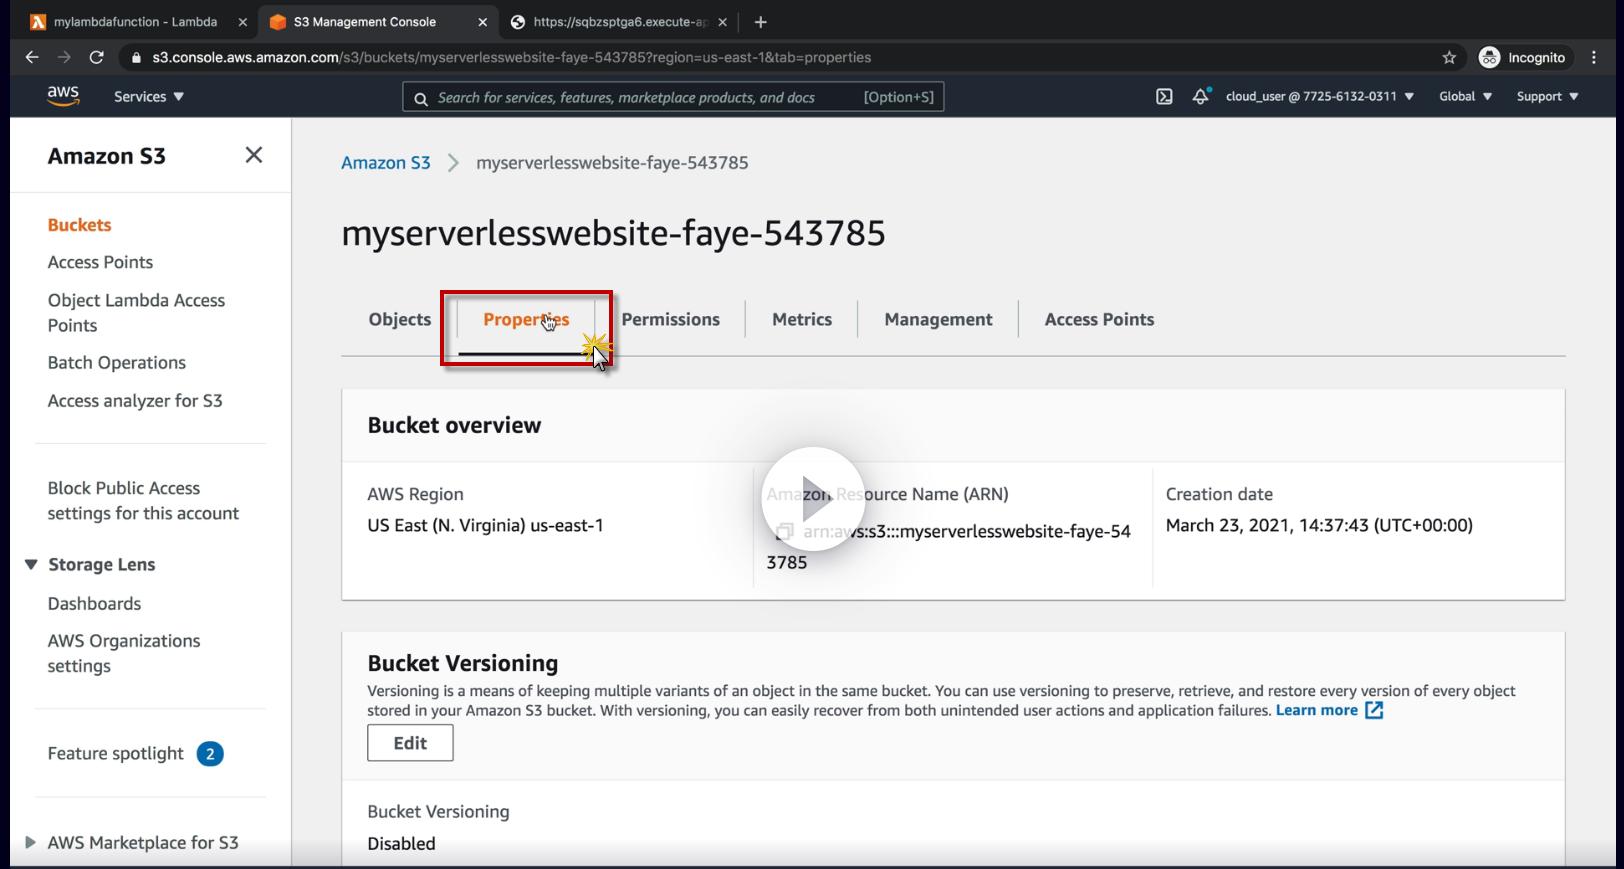 mylambdafunction - Lambda
S3 Management Console
https://sqbzsptga6.execute-ap
s3.console.aws.amazon.com/s3/buckets/myserverlesswebsite-faye-543785?region=us-east-1&tab=properties
Incognito
aws
Services
Search for services, features, marketplace products, and docs
[Option+S]
cloud_user @ 7725-6132-0311
Global
Support
Amazon S3
Buckets
Access Points
Object Lambda Access
Points
Batch Operations
Access analyzer for S3
Block Public Access
settings for this account
Storage Lens
Dashboards
AWS Organizations
settings
Feature spotlight 2
AWS Marketplace for S3
Amazon S3 > myserverlesswebsite-faye-543785
myserverlesswebsite-faye-543785
Objects
Properties
Permissions
Metrics
Management
Access Points
Bucket overview
AWS Region
US East (N. Virginia) us-east-1
Amazon Resource Name (ARN)
arn:aws:s3:::myserverlesswebsite-faye-54
3785
Creation date
March 23, 2021, 14:37:43 (UTC+00:00)
Bucket Versioning
Versioning is a means of keeping multiple variants of an object in the same bucket. You can use versioning to preserve, retrieve, and restore every version of every object
stored in your Amazon S3 bucket. With versioning, you can easily recover from both unintended user actions and application failures. Learn more
Edit
Bucket Versioning
Disabled